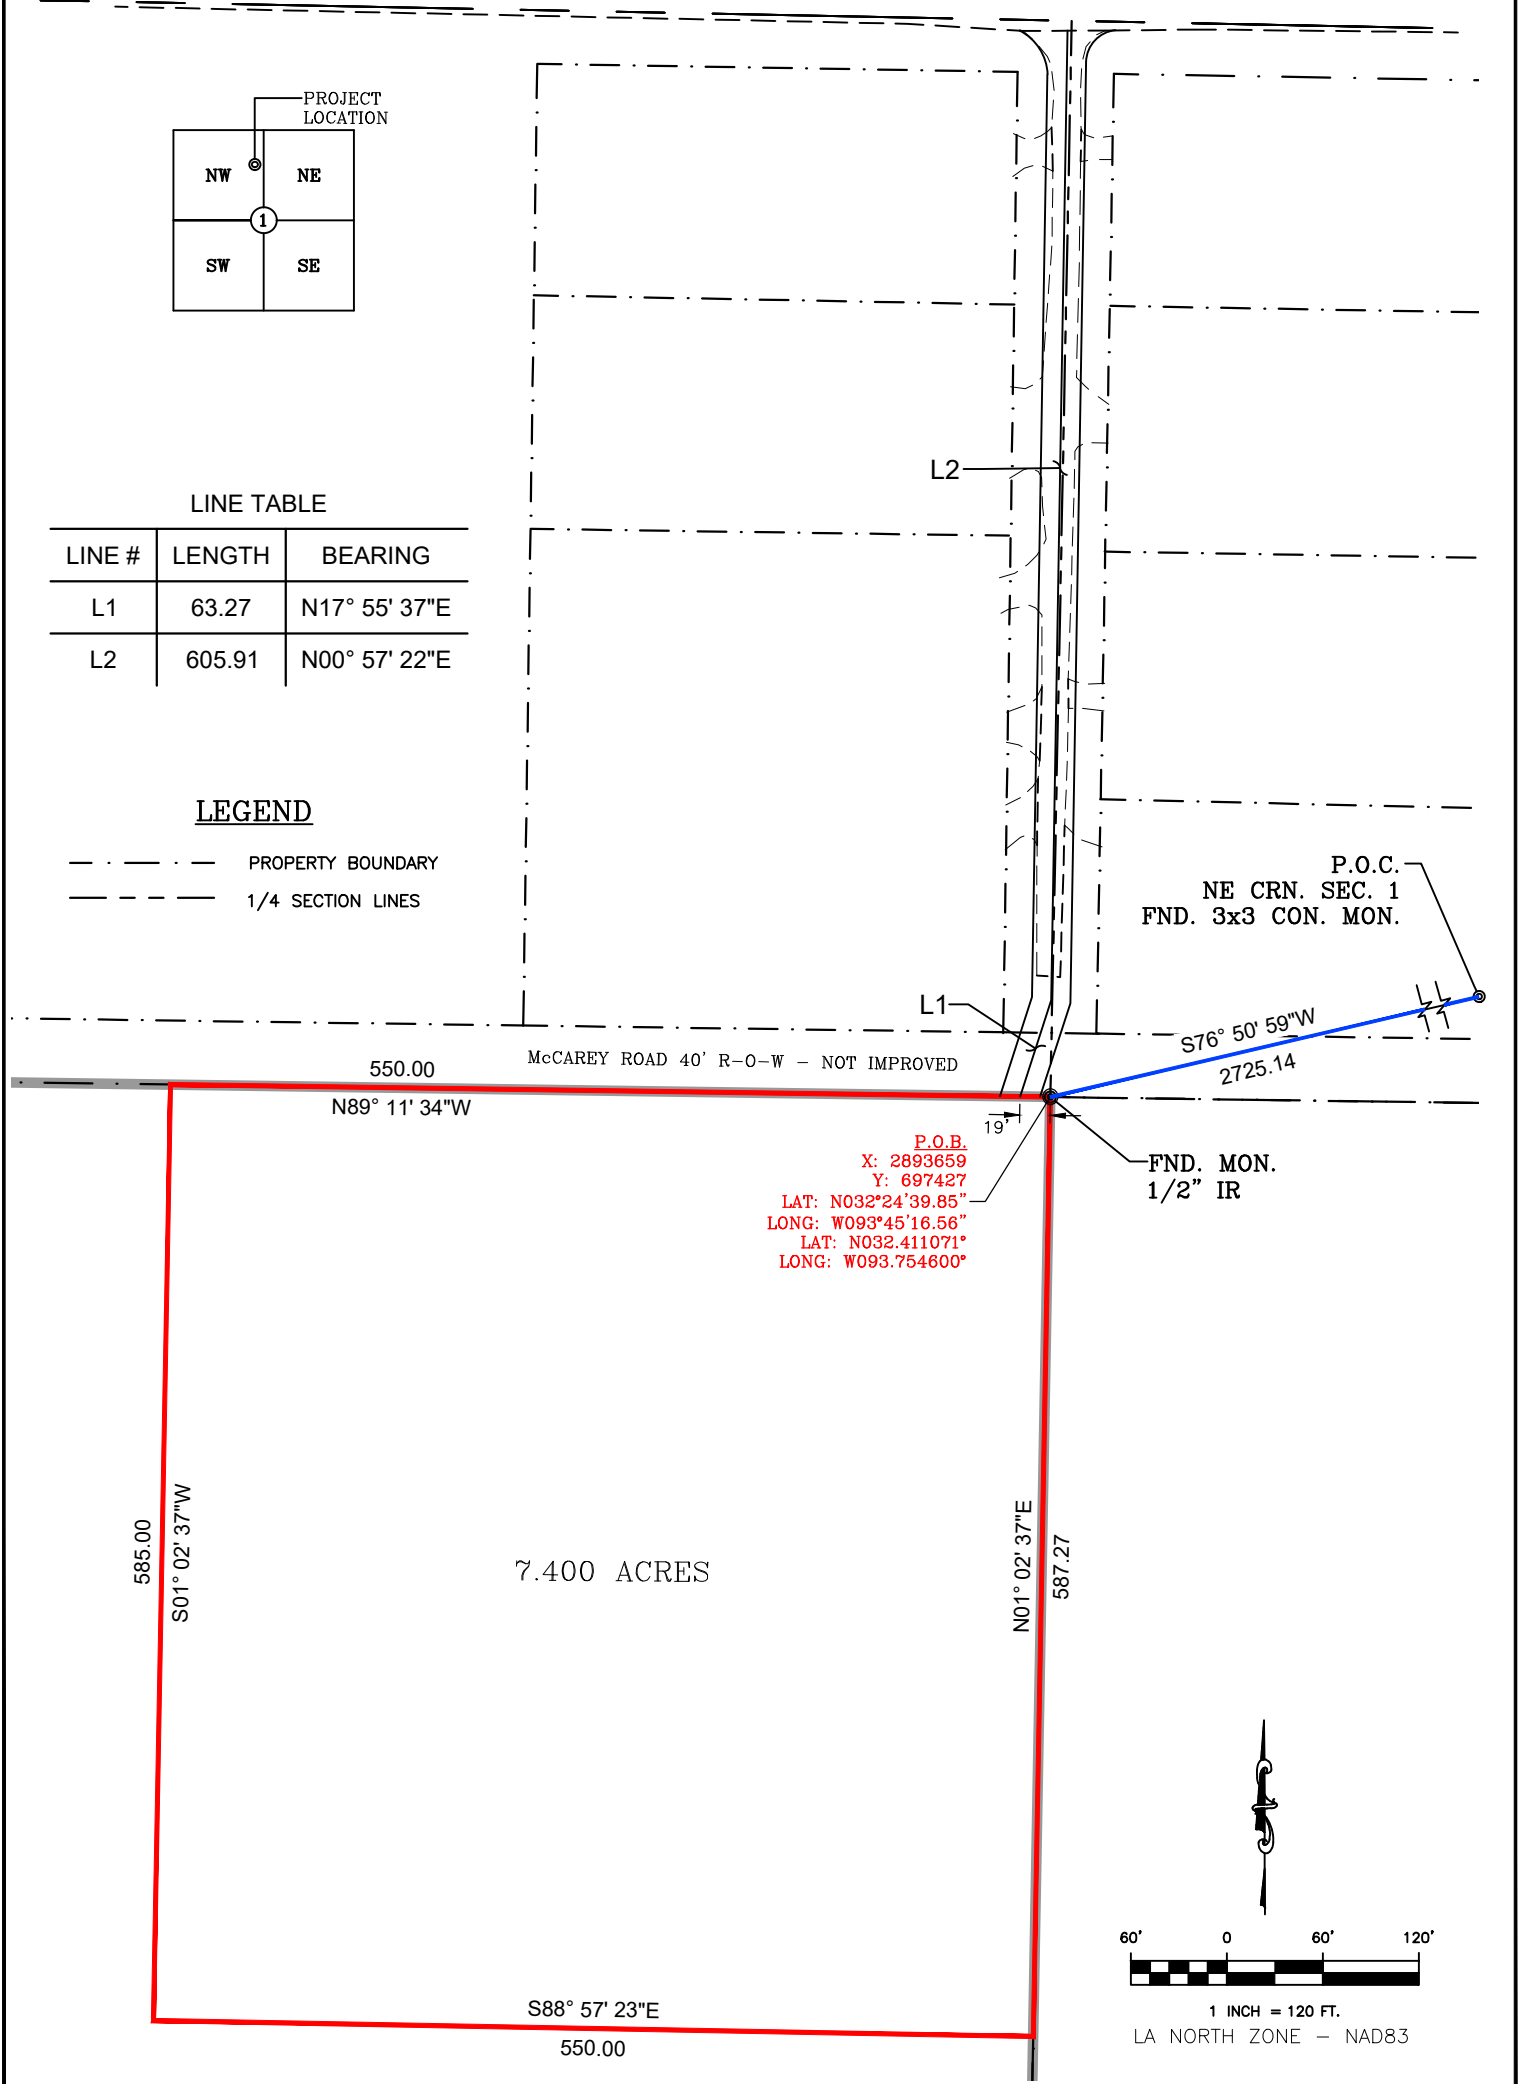 PROJECT
LOCATION
NW
NE
1
SW
SE
L2
LINE TABLE
LINE # LENGTH BEARING
L1 63.27 N17° 55' 37"E
L2 605.91 N00° 57' 22"E
LEGEND
PROPERTY BOUNDARY
1/4 SECTION LINES
P.O.C.
NE CRN. SEC. 1
FND. 3x3 CON. MON.
L1
S76° 50' 59"W
2725.14
McCAREY ROAD 40' R-O-W - NOT IMPROVED
550.00
N89° 11' 34"W
19'
P.O.B.
X: 2893659
Y: 697427
LAT: N032°24'39.85"
LONG: W093°45'16.56"
LAT: N032.411071°
LONG: W093.754600°
FND. MON.
1/2" IR
585.00
S01° 02' 37"W
7.400 ACRES
N01° 02' 37"E
587.27
S88° 57' 23"E
550.00
60' 0 60' 120'
1 INCH = 120 FT.
LA NORTH ZONE - NAD83